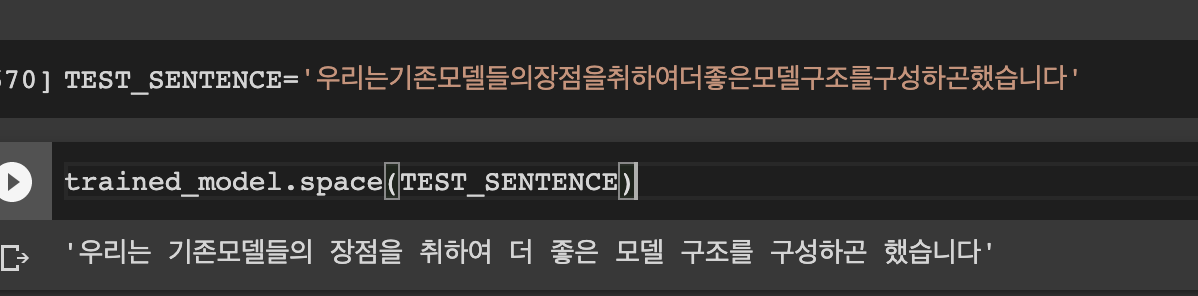 570] TEST_SENTENCE='우리는기존모델들의장점을취하여더좋은모델구조를구성하곤했습니다'
trained_model.space(TEST_SENTENCE)
'우리는 기존모델들의 장점을 취하여 더 좋은 모델 구조를 구성하곤 했습니다'